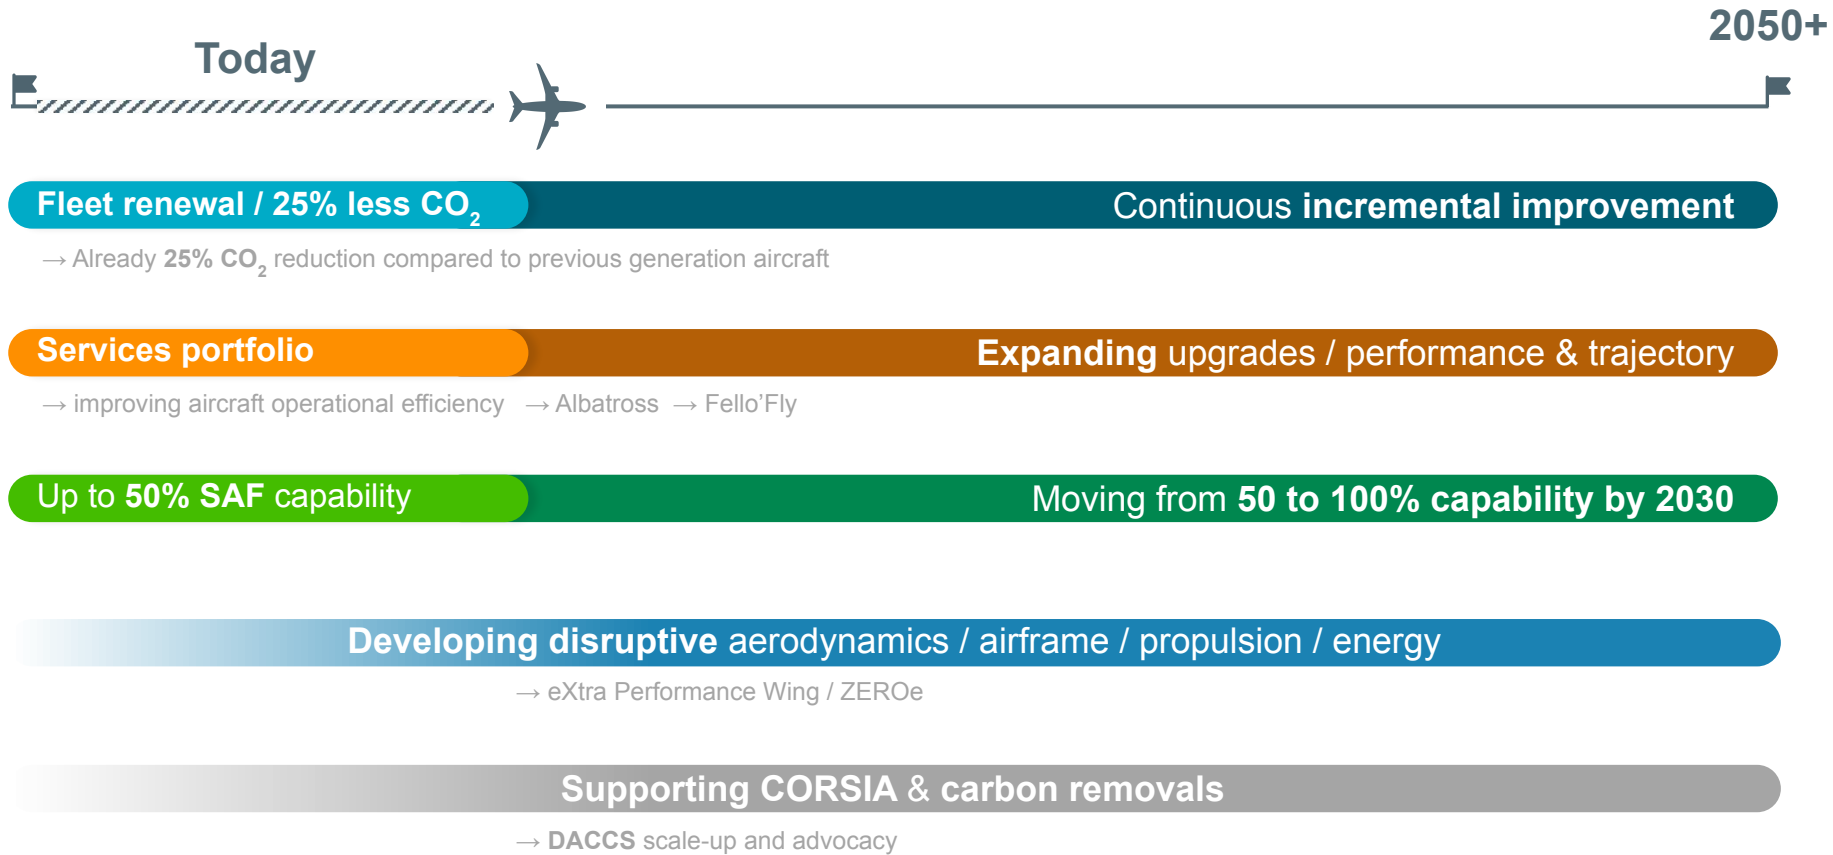 Today
2050+
Fleet renewal / 25% less CO₂
Continuous incremental improvement
→ Already 25% CO₂ reduction compared to previous generation aircraft
Services portfolio
Expanding upgrades / performance & trajectory
→ improving aircraft operational efficiency → Albatross → Fello’Fly
Up to 50% SAF capability
Moving from 50 to 100% capability by 2030
Developing disruptive aerodynamics / airframe / propulsion / energy
→ eXtra Performance Wing / ZEROe
Supporting CORSIA & carbon removals
→ DACCS scale-up and advocacy